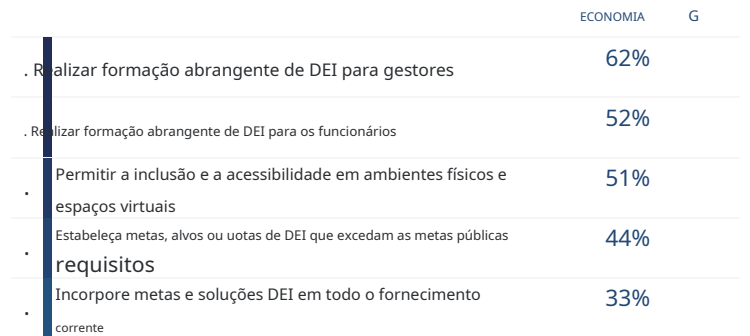 ECONOMIA G
. Realizar formação abrangente de DEI para gestores 62%
. Realizar formação abrangente de DEI para os funcionários 52%
. Permitir a inclusão e a acessibilidade em ambientes físicos e 51%
espaços virtuais
. Estabeleça metas, alvos ou uotas de DEI que excedam as metas públicas 44%
requisitos
. Incorpore metas e soluções DEI em todo o fornecimento 33%
corrente